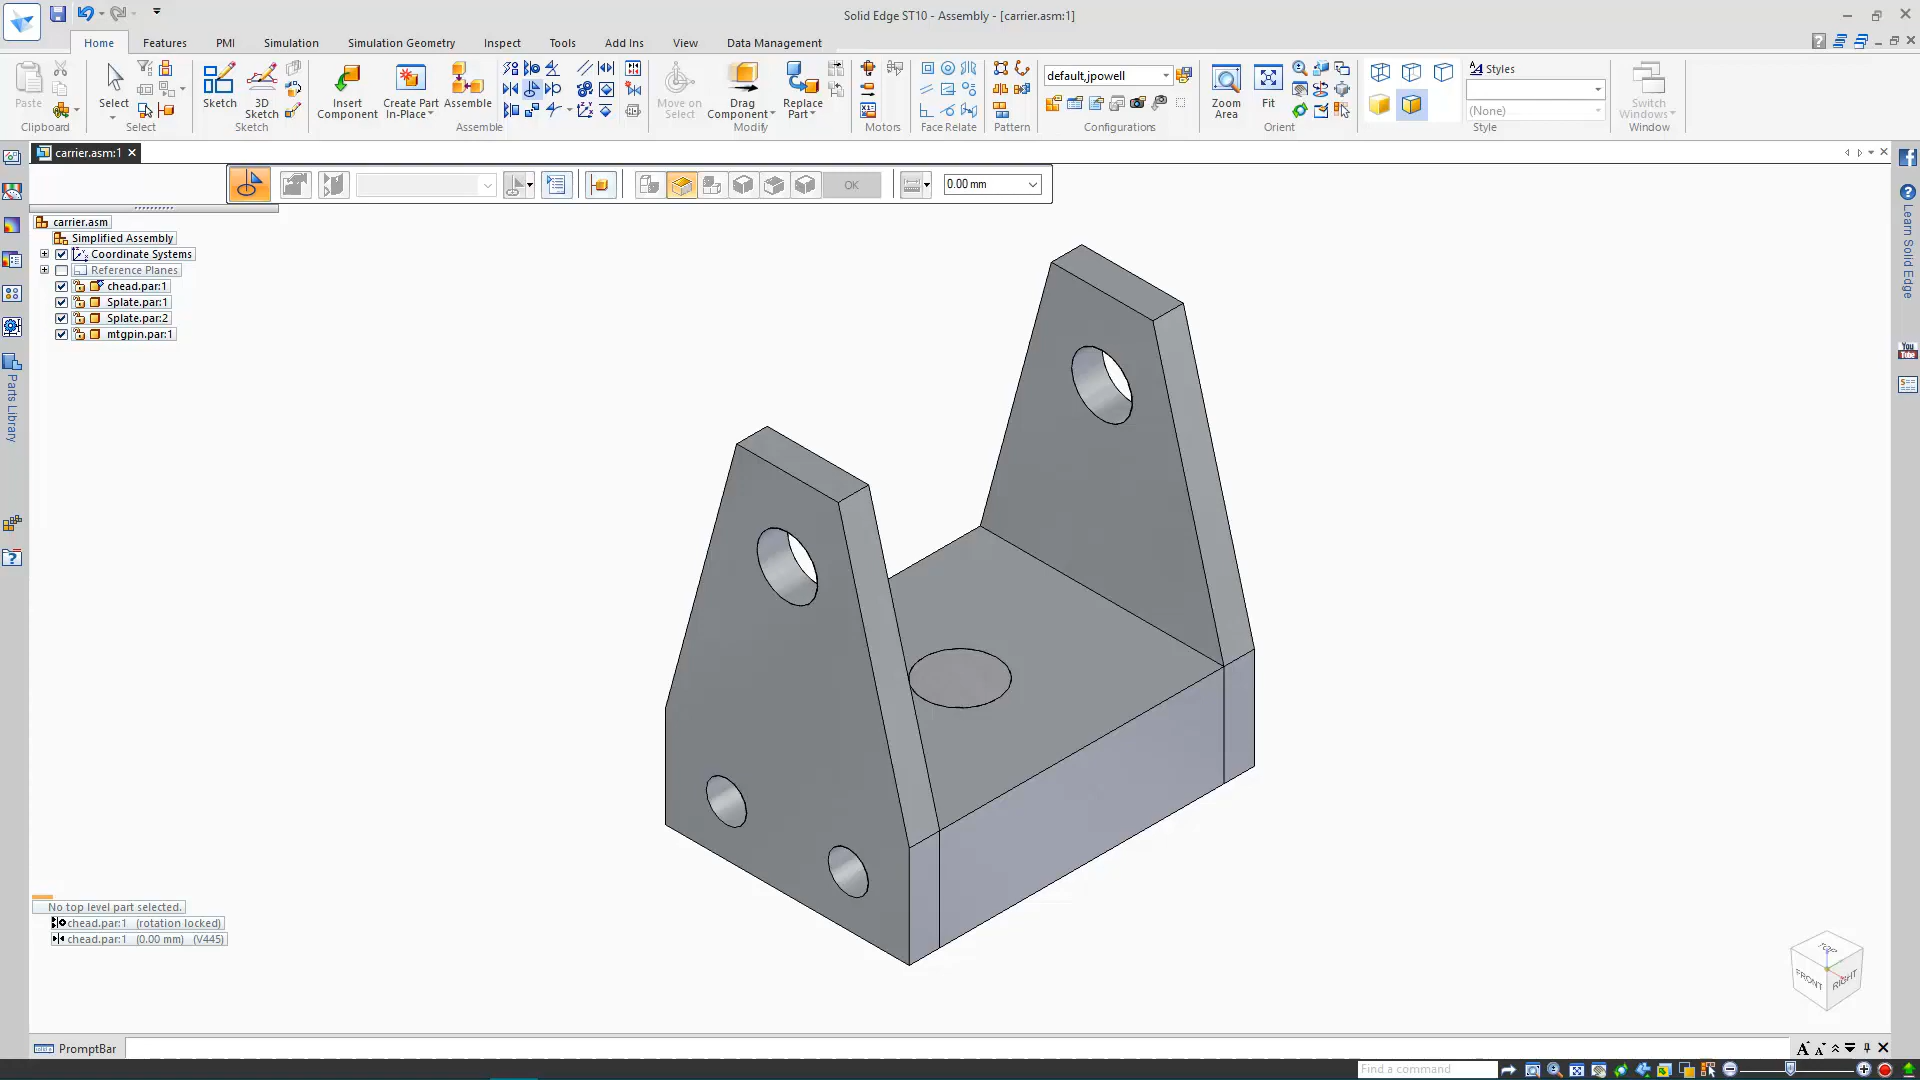 Solid Edge ST10 - Assembly - [carrier.asm:1]
Home Features PMI Simulation Simulation Geometry Inspect Tools Add Ins View Data Management
Paste
Clipboard
Select
Select
Sketch
3D Sketch
Sketch
Insert Component
Create Part In-Place
Assemble
Assemble
Move on Select
Drag Component
Replace Part
Modify
Motors
Face Relate
Pattern
default,jpowell
Configurations
Zoom Area
Fit
Orient
Styles
(None)
Style
Switch Windows
Window
carrier.asm:1
OK
0.00 mm
carrier.asm
Simplified Assembly
Coordinate Systems
Reference Planes
chead.par:1
Splate.par:1
Splate.par:2
mtgpin.par:1
Parts Library
Learn Solid Edge
You Tube
No top level part selected.
chead.par:1 (rotation locked)
chead.par:1 (0.00 mm) (V445)
TOP
FRONT
RIGHT
PromptBar
Find a command